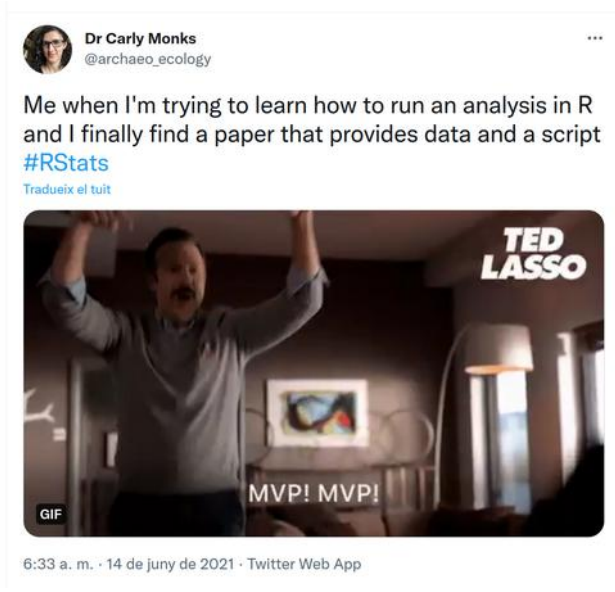 Dr Carly Monks
@archaeo_ecology
Me when I'm trying to learn how to run an analysis in R
and I finally find a paper that provides data and a script
#RStats
Tradueix el tuit
TED
LASSO
MVP! MVP!
GIF
6:33 a. m. · 14 de juny de 2021 · Twitter Web App